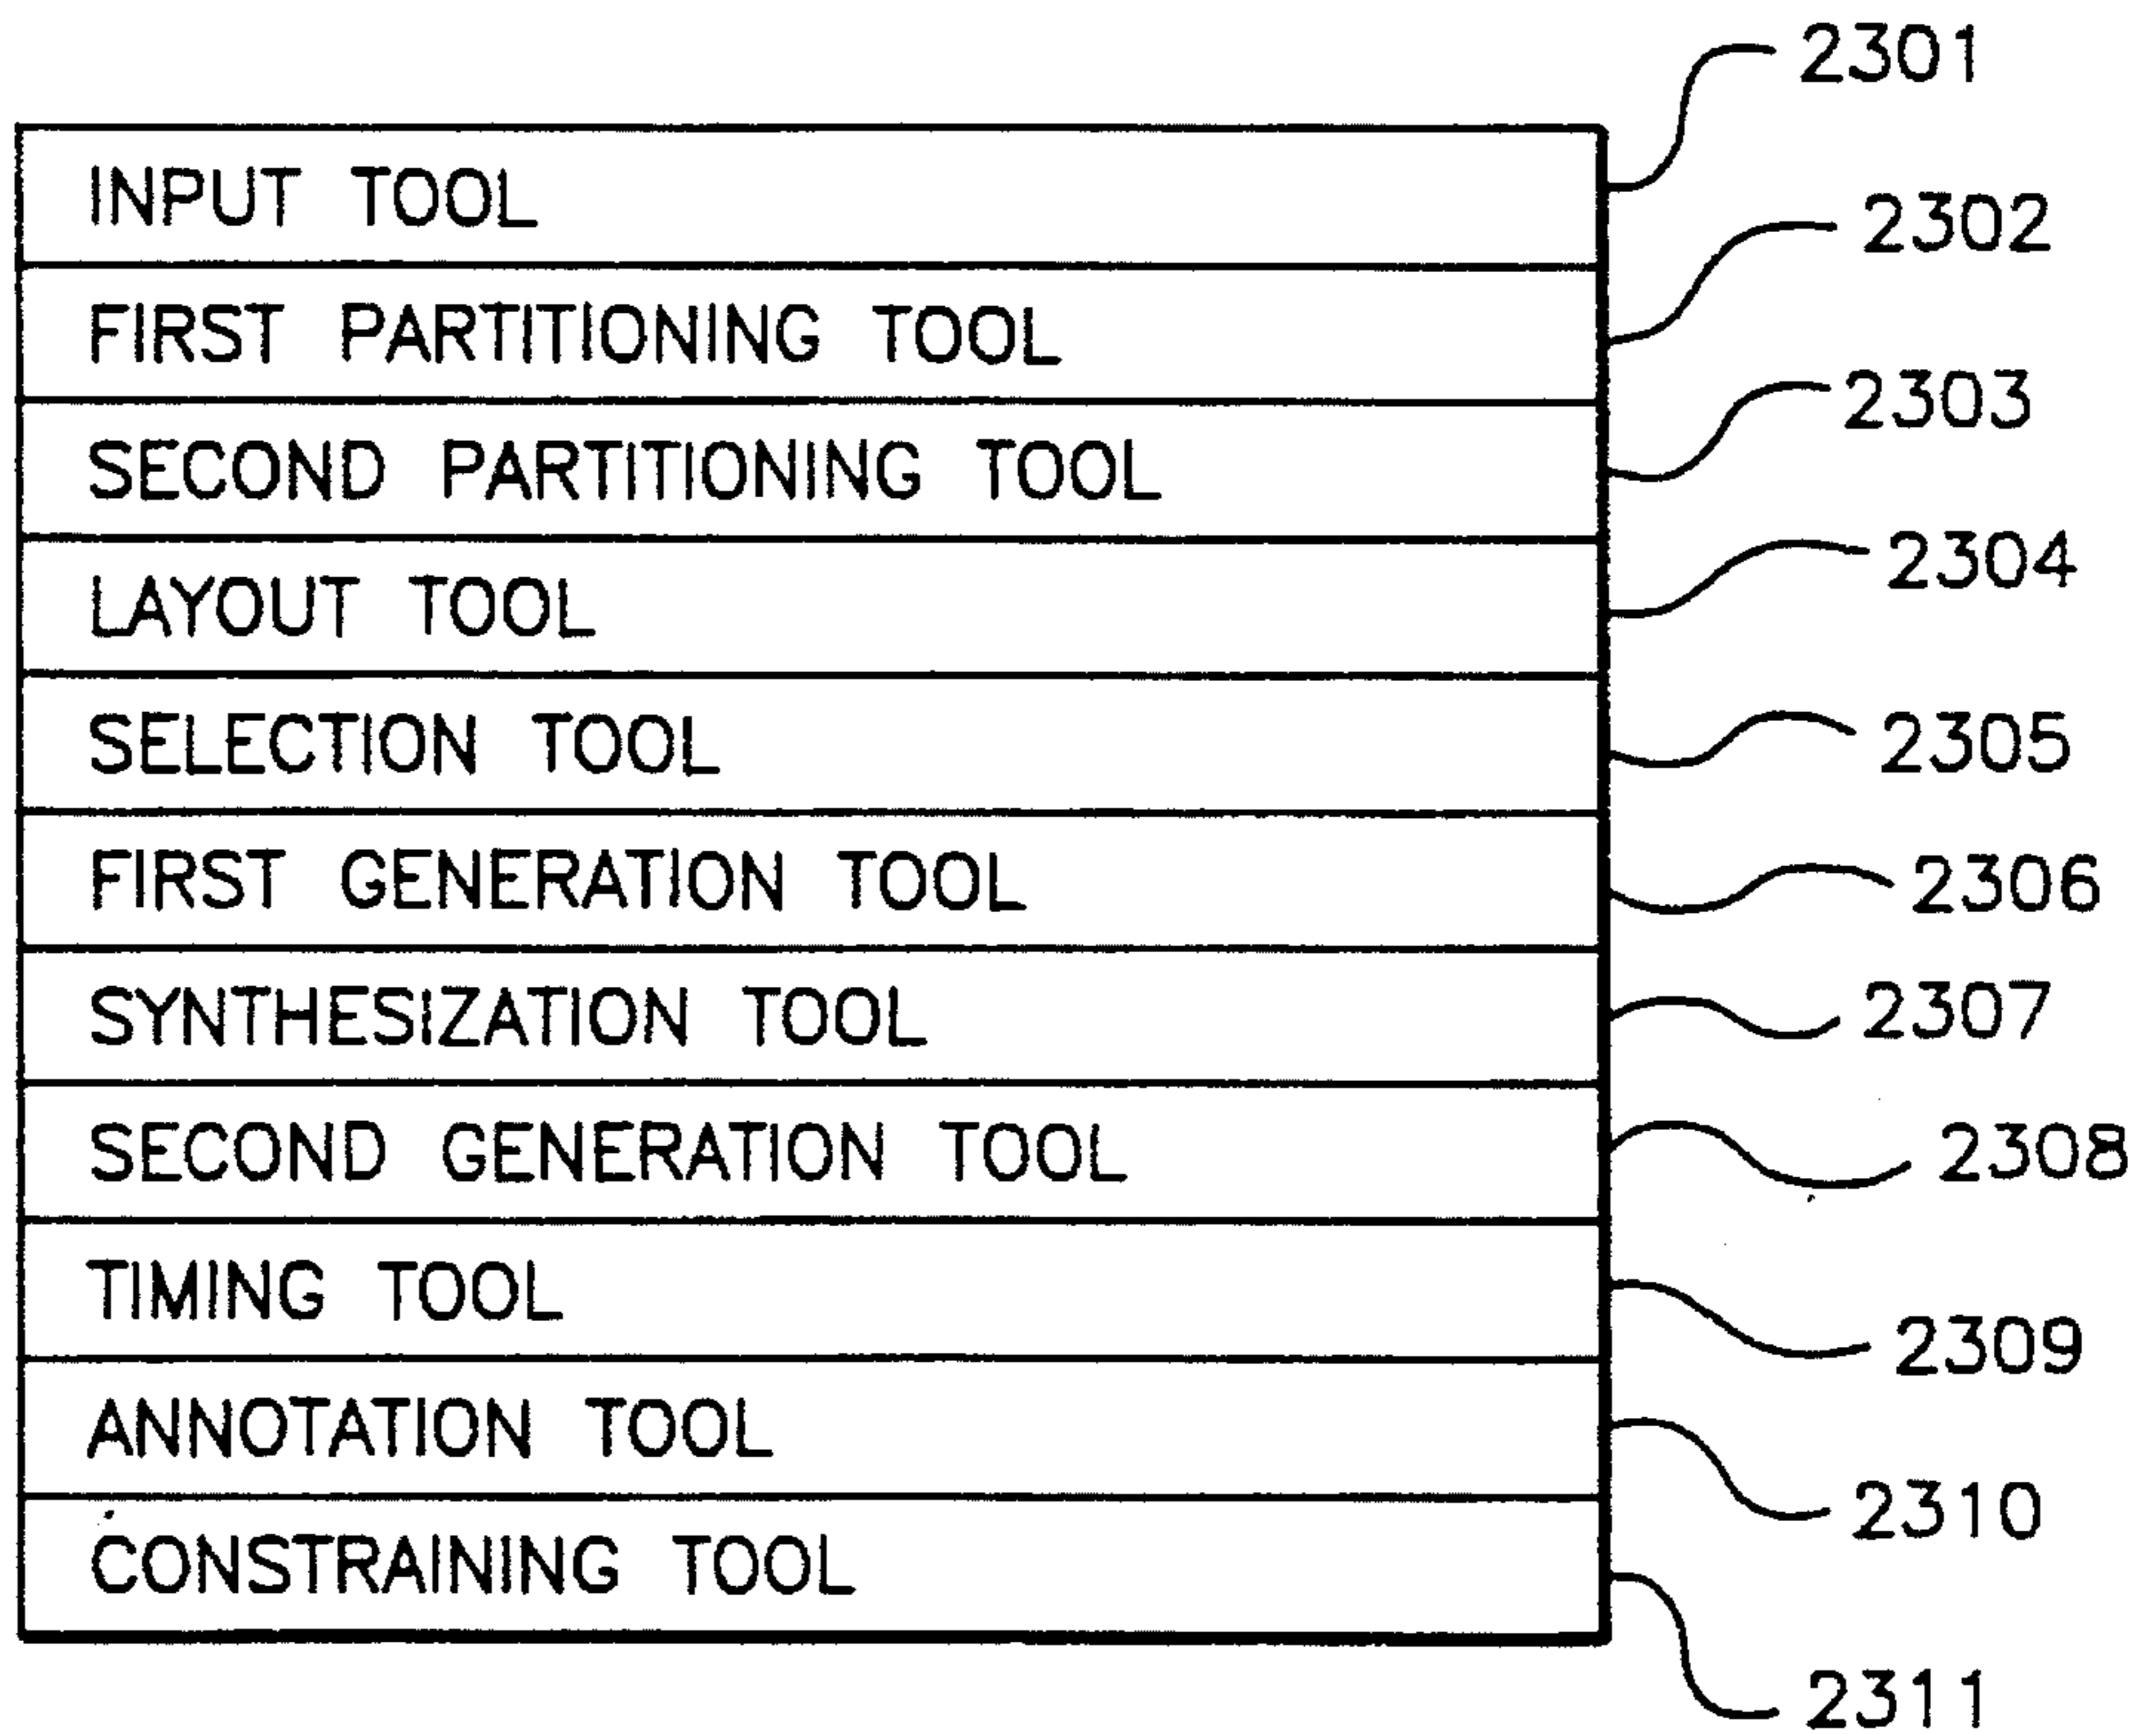 2301
INPUT TOOL
2302
FIRST PARTITIONING TOOL
2303
SECOND PARTITIONING TOOL
2304
LAYOUT TOOL
2305
SELECTION TOOL
2306
FIRST GENERATION TOOL
2307
SYNTHESIZATION TOOL
2308
SECOND GENERATION TOOL
2309
TIMING TOOL
2310
ANNOTATION TOOL
2311
CONSTRAINING TOOL